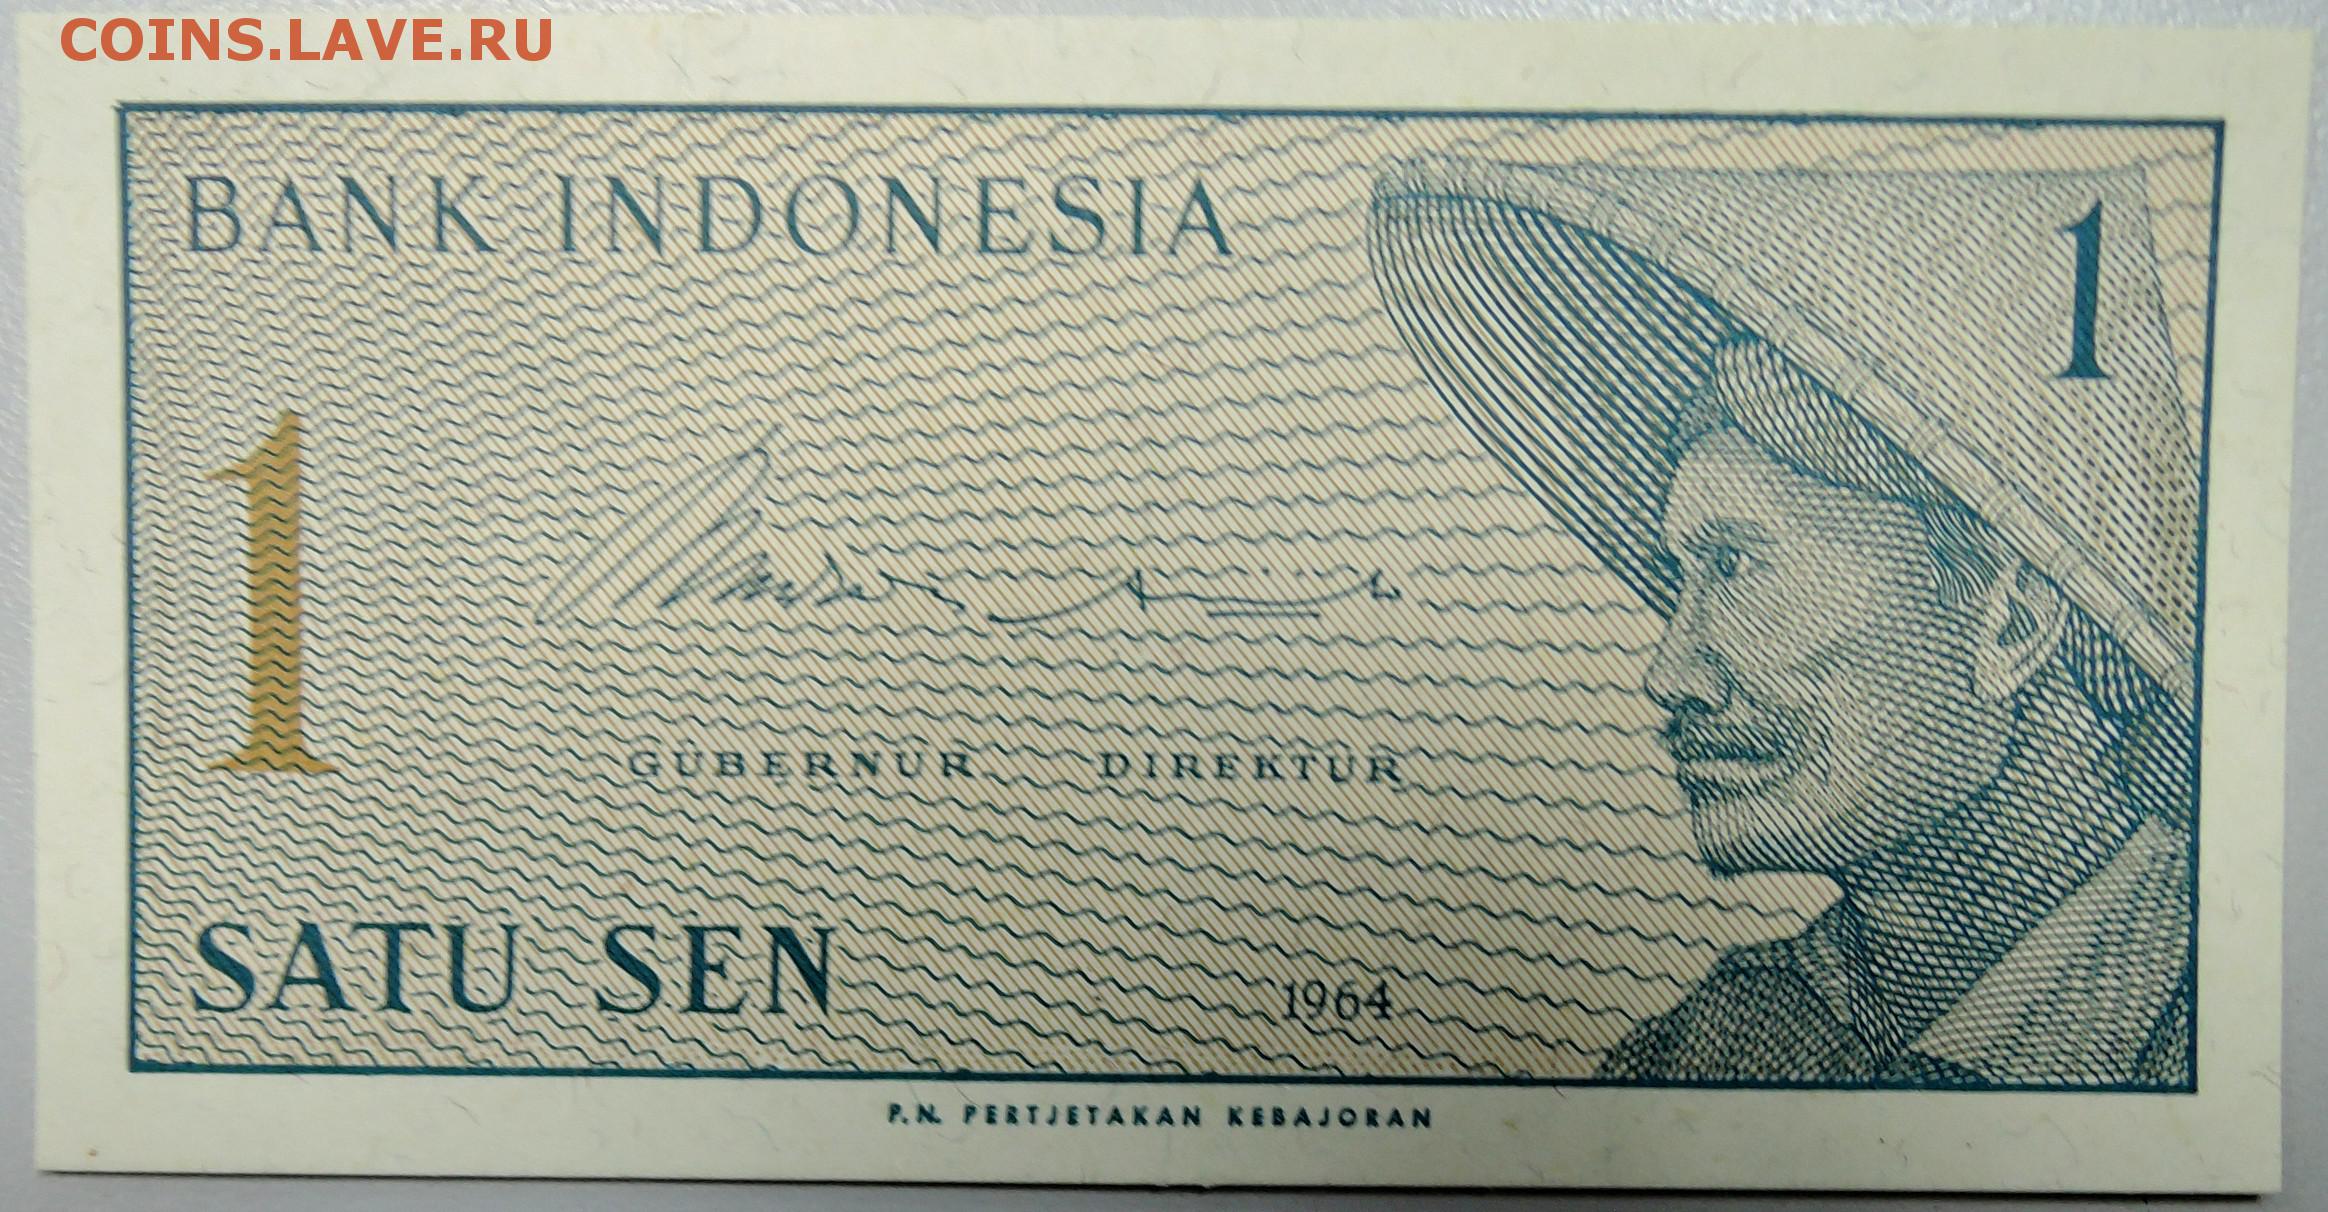 COINS.LAVE.RU
BANK INDONESIA
1
1
GUBERNUR DIREKTUR
SATU SEN
1964
P.N. PERTJETAKAN KEBAJORAN